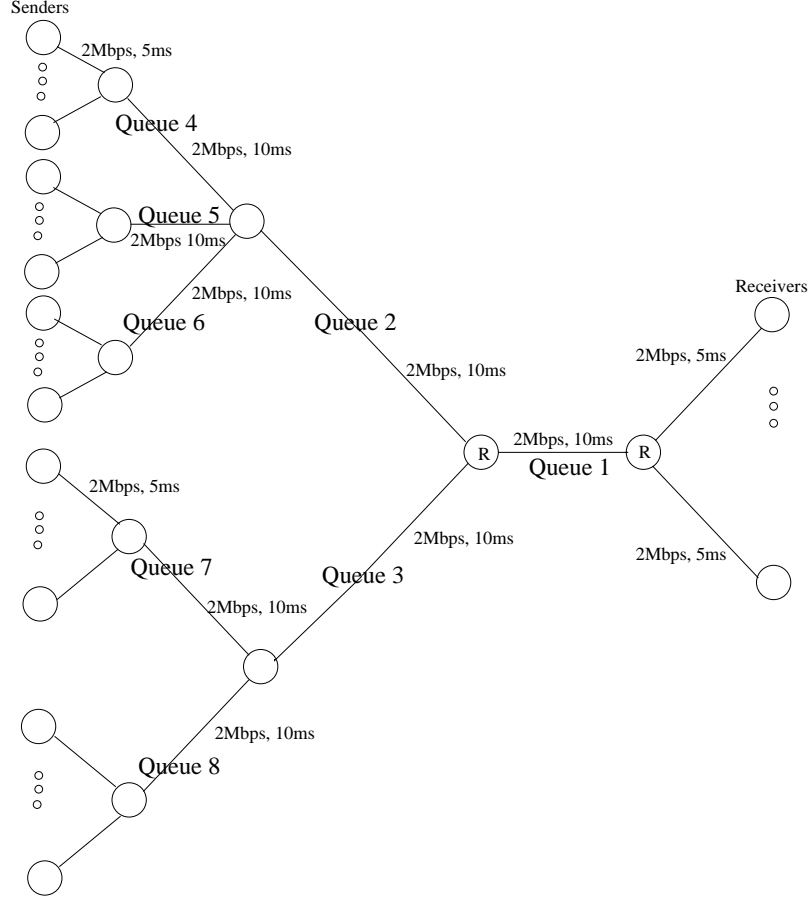 Senders
2Mbps, 5ms
Queue 4
2Mbps, 10ms
Queue 5
2Mbps 10ms
2Mbps, 10ms
Queue 6
Queue 2
2Mbps, 10ms
Receivers
2Mbps, 5ms
2Mbps, 10ms
R
R
Queue 1
2Mbps, 5ms
2Mbps, 10ms
2Mbps, 5ms
Queue 7
Queue 3
2Mbps, 10ms
2Mbps, 10ms
Queue 8